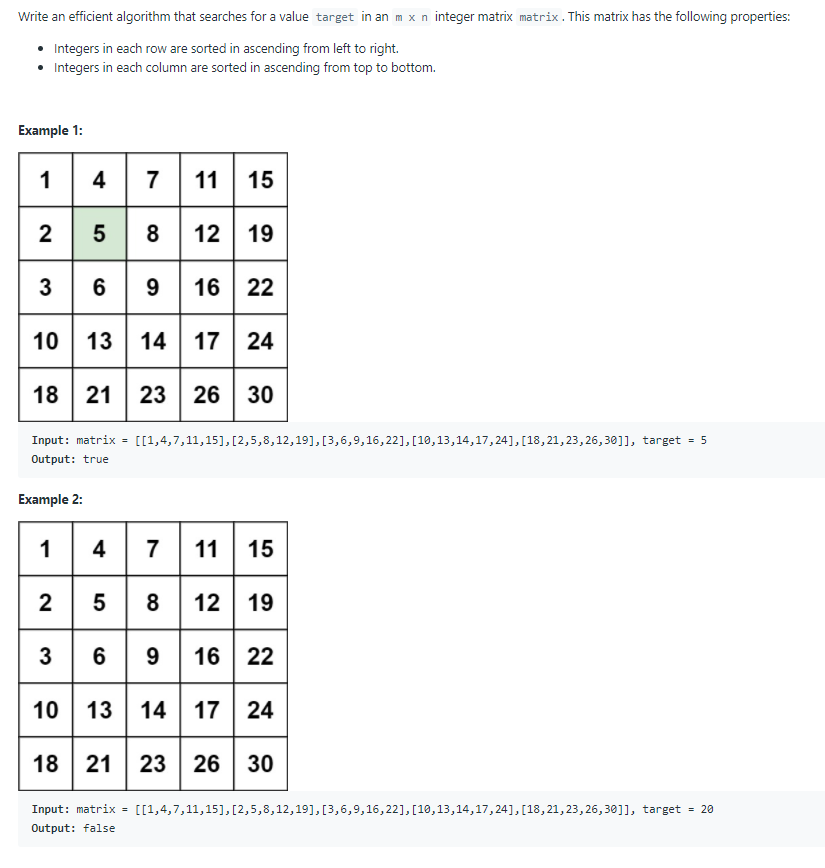 Write an efficient algorithm that searches for a value target in an m x n integer matrix matrix. This matrix has the following properties:
• Integers in each row are sorted in ascending from left to right.
• Integers in each column are sorted in ascending from top to bottom.
Example 1:
1 4 7 11 15
2 5 8 12 19
3 6 9 16 22
10 13 14 17 24
18 21 23 26 30
Input: matrix = [[1,4,7,11,15],[2,5,8,12,19],[3,6,9,16,22],[10,13,14,17,24],[18,21,23,26,30]], target = 5
Output: true
Example 2:
1 4 7 11 15
2 5 8 12 19
3 6 9 16 22
10 13 14 17 24
18 21 23 26 30
Input: matrix = [[1,4,7,11,15],[2,5,8,12,19],[3,6,9,16,22],[10,13,14,17,24],[18,21,23,26,30]], target = 20
Output: false